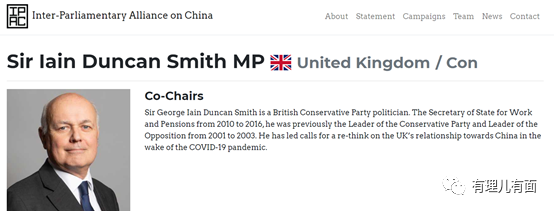 IP
AC
Inter-Parliamentary Alliance on China
About Statement Campaigns Team News Contact
Sir Iain Duncan Smith MP United Kingdom / Con
Co-Chairs
Sir George Iain Duncan Smith is a British Conservative Party politician. The Secretary of State for Work
and Pensions from 2010 to 2016, he was previously the Leader of the Conservative Party and Leader of the
Opposition from 2001 to 2003. He has led calls for a re-think on the UK's relationship towards China in the
wake of the COVID-19 pandemic.
有理儿有面